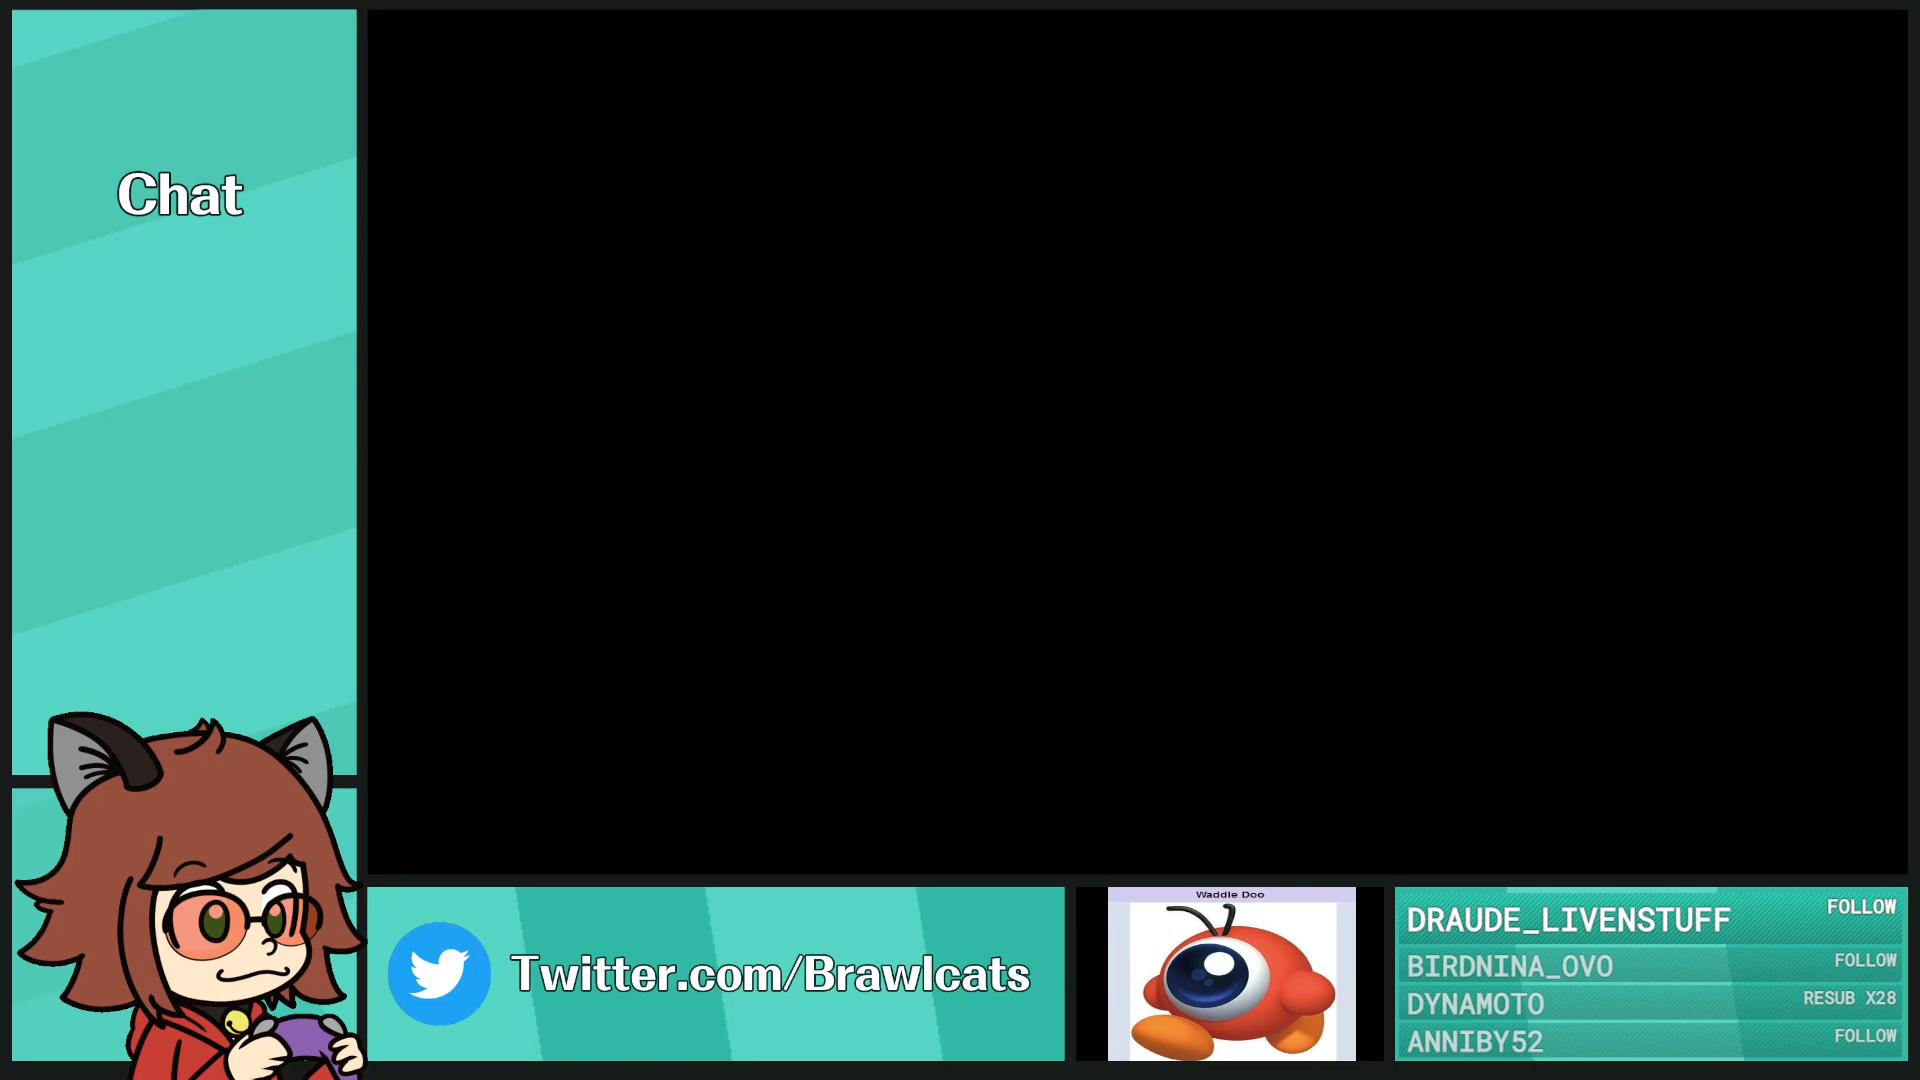 Chat
Twitter.com/Brawlcats
Waddle Doo
DRAUDE_LIVENSTUFF FOLLOW
BIRDNINA_OVO FOLLOW
DYNAMOTO RESUB X28
ANNIBY52 FOLLOW